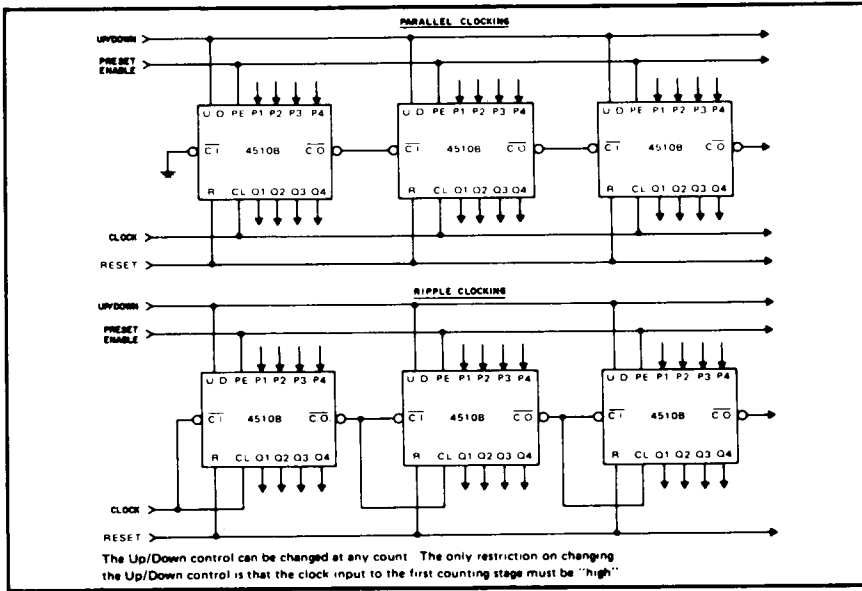 PARALLEL CLOCKING
UP/DOWN
PRESET
ENABLE
U D PE P1 P2 P3 P4
U D PE P1 P2 P3 P4
U D PE P1 P2 P3 P4
CI 4510B CO
CI 4510B CO
CI 4510B CO
R CL Q1 Q2 Q3 Q4
R CL Q1 Q2 Q3 Q4
R CL Q1 Q2 Q3 Q4
CLOCK
RESET
RIPPLE CLOCKING
UP/DOWN
PRESET
ENABLE
U D PE P1 P2 P3 P4
U D PE P1 P2 P3 P4
U D PE P1 P2 P3 P4
CI 4510B CO
CI 4510B CO
CI 4510B CO
R CL Q1 Q2 Q3 Q4
R CL Q1 Q2 Q3 Q4
R CL Q1 Q2 Q3 Q4
CLOCK
RESET
The Up/Down control can be changed at any count The only restriction on changing
the Up/Down control is that the clock input to the first counting stage must be "high"